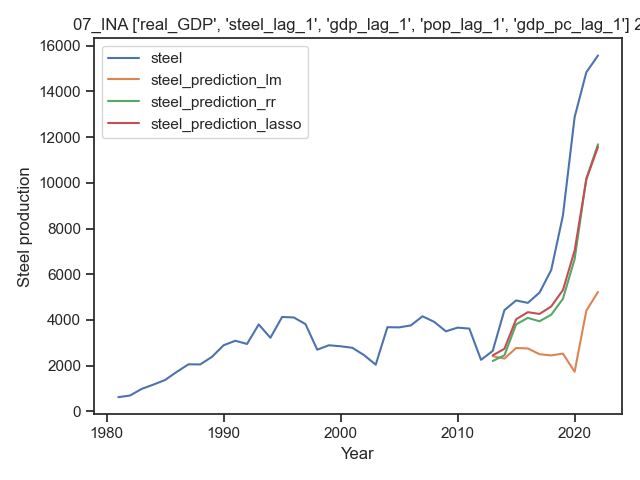 07_INA ['real_GDP', 'steel_lag_1', 'gdp_lag_1', 'pop_lag_1', 'gdp_pc_lag_1'] 2
steel
steel_prediction_lm
steel_prediction_rr
steel_prediction_lasso
Steel production
16000
14000
12000
10000
8000
6000
4000
2000
0
1980
1990
2000
2010
2020
Year